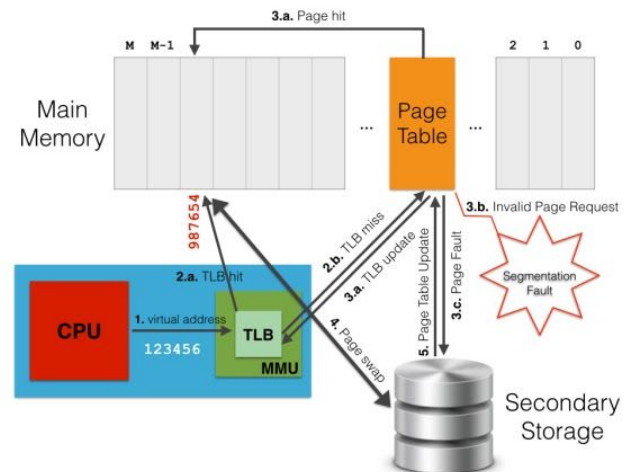 3.a. Page hit
M M-1
2 1 0
Main
Memory
...
Page
Table
...
3.b. Invalid Page Request
987654
2.b. TLB miss
3.a. TLB update
Segmentation
Fault
2.a. TLB hit
5. Page Table Update
3.c. Page Fault
CPU
1. virtual address
TLB
123456
MMU
4. Page swap
Secondary
Storage